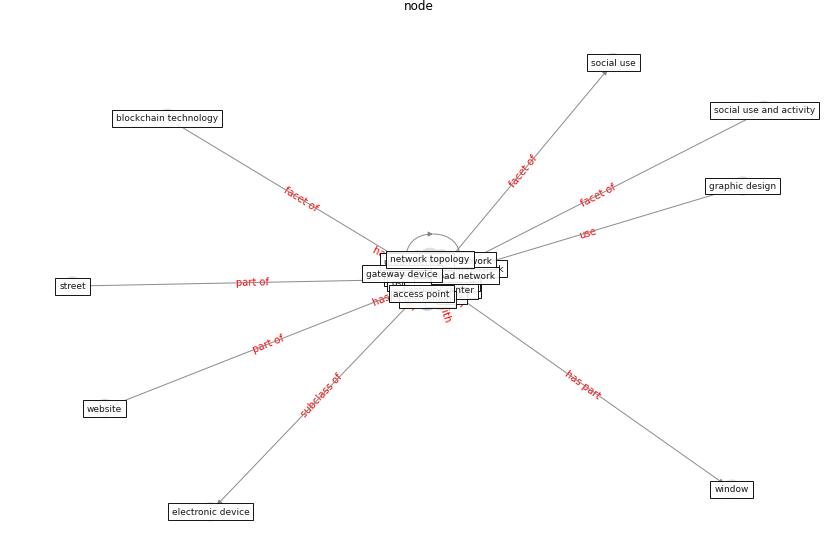 node
social use
social use and activity
blockchain technology
facet of
facet of
facet of
graphic design
use
network topology
gateway device
access point
street
part of
website
part of
subclass of
has part
electronic device
window